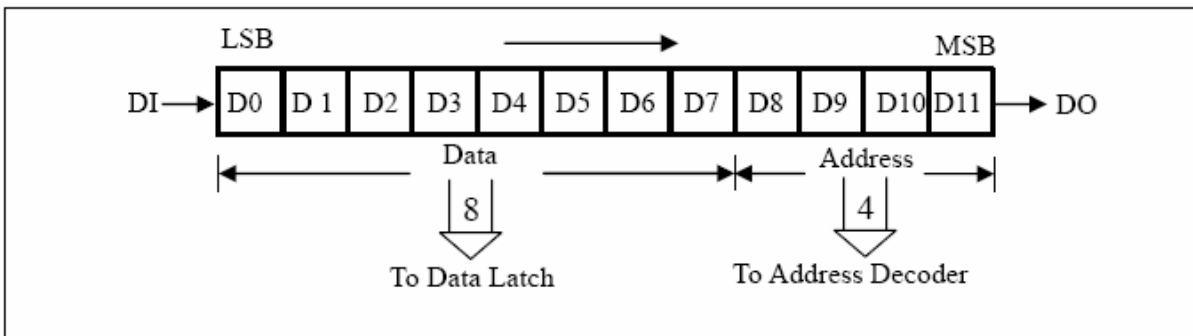 LSB MSB
DI D0 D 1 D2 D3 D4 D5 D6 D7 D8 D9 D10 D11 DO
Data Address
8 4
To Data Latch To Address Decoder